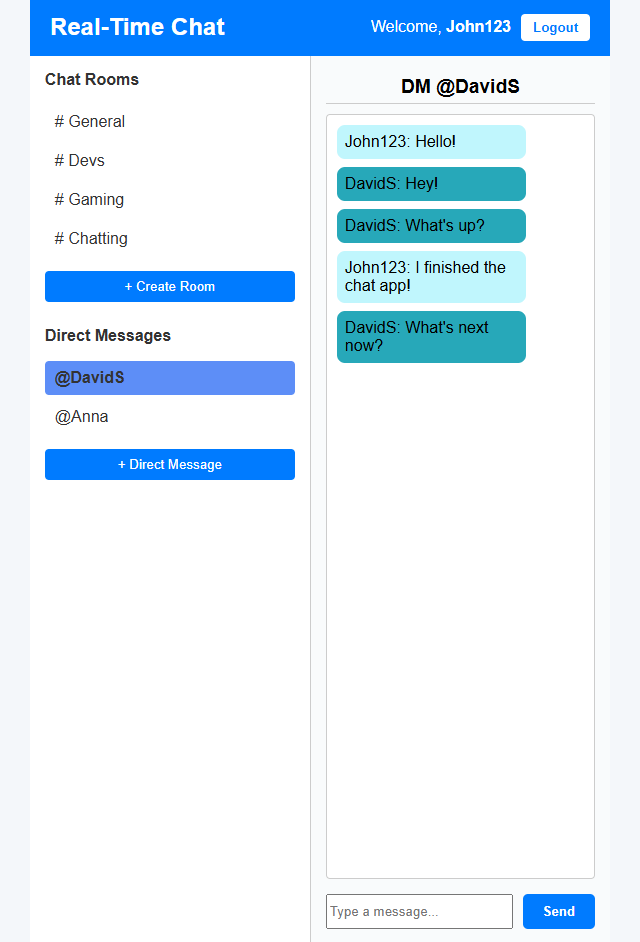 Real-Time Chat
Welcome, John123
Logout
Chat Rooms
# General
# Devs
# Gaming
# Chatting
+ Create Room
Direct Messages
@DavidS
@Anna
+ Direct Message
DM @DavidS
John123: Hello!
DavidS: Hey!
DavidS: What's up?
John123: I finished the
chat app!
DavidS: What's next
now?
Type a message...
Send